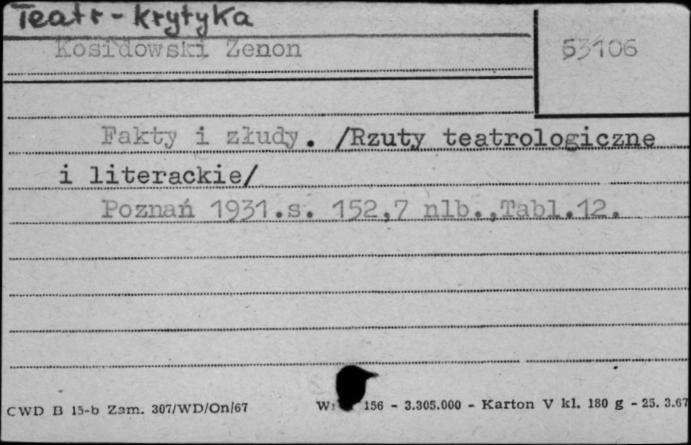 Teatr - krytyka
Kosidowski Zenon
53106
Fakty i złudy. /Rzuty teatrologiczne
i literackie/
Poznań 1931.s. 152,7 nlb.,Tabl.12.
CWD B 15-b Zam. 307/WD/On/67
156 - 3.305.000 - Karton V kl. 180 g - 25. 3.67